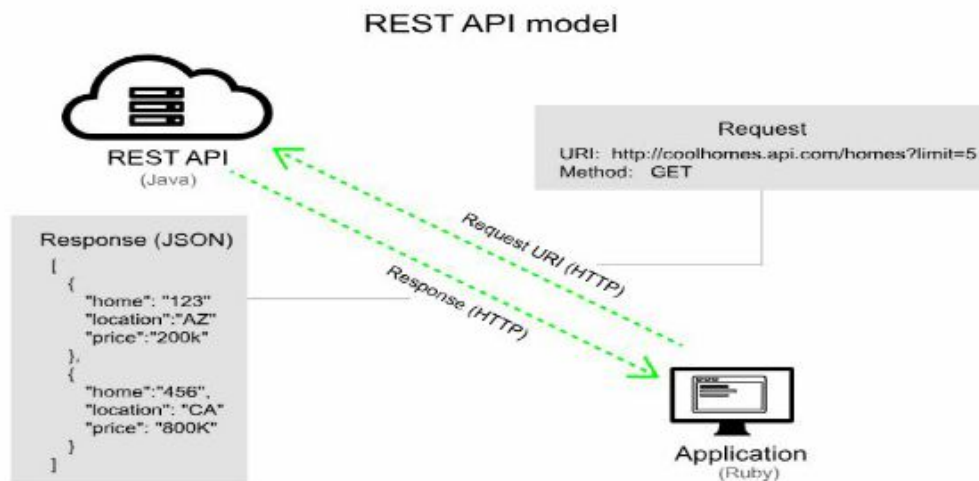 REST API model
REST API
(Java)
Request
URI: http://coolhomes.api.com/homes?limit=5
Method: GET
Request URI (HTTP)
Response (HTTP)
Response (JSON)
[
{
"home": "123"
"location":"AZ"
"price":"200k"
},
{
"home":"456",
"location": "CA"
"price": "800K"
}
]
Application
(Ruby)